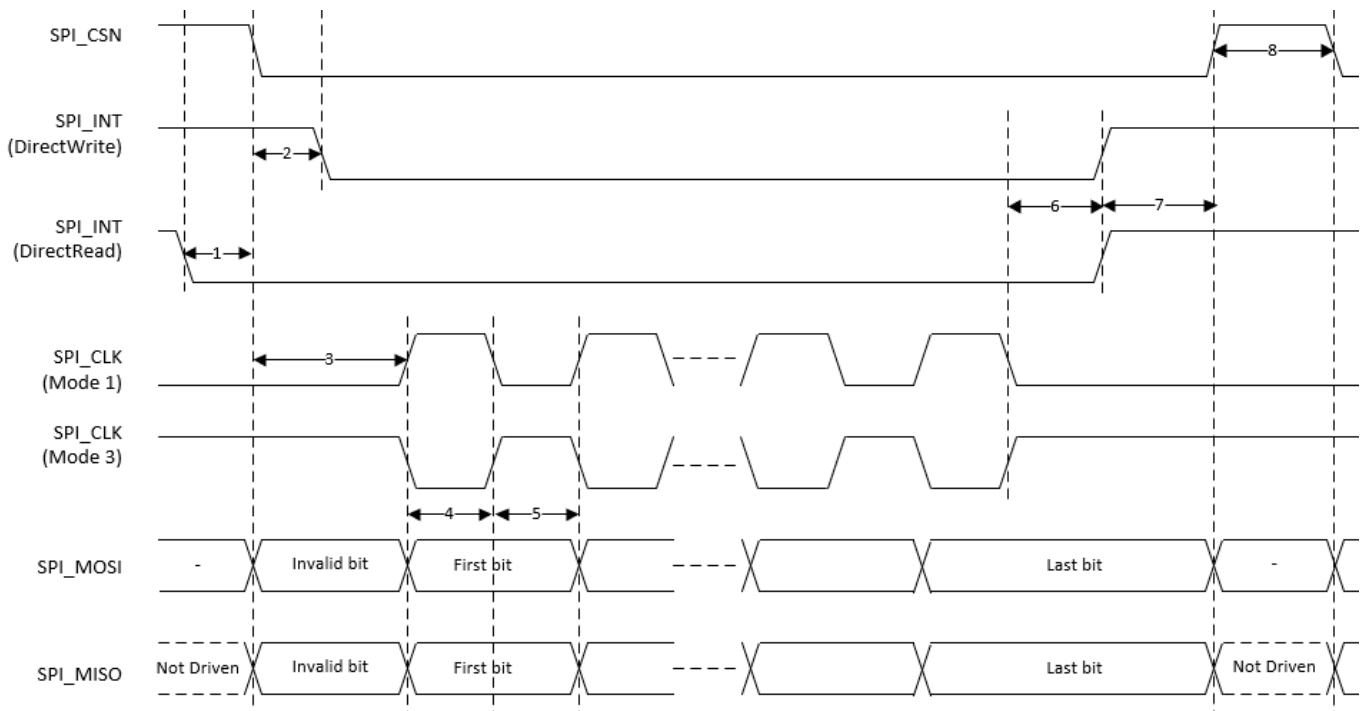 SPI_CSN
8
SPI_INT
(DirectWrite)
2
6
7
SPI_INT
(DirectRead)
1
SPI_CLK
(Mode 1)
3
SPI_CLK
(Mode 3)
4
5
SPI_MOSI
-
Invalid bit
First bit
Last bit
-
SPI_MISO
Not Driven
Invalid bit
First bit
Last bit
Not Driven